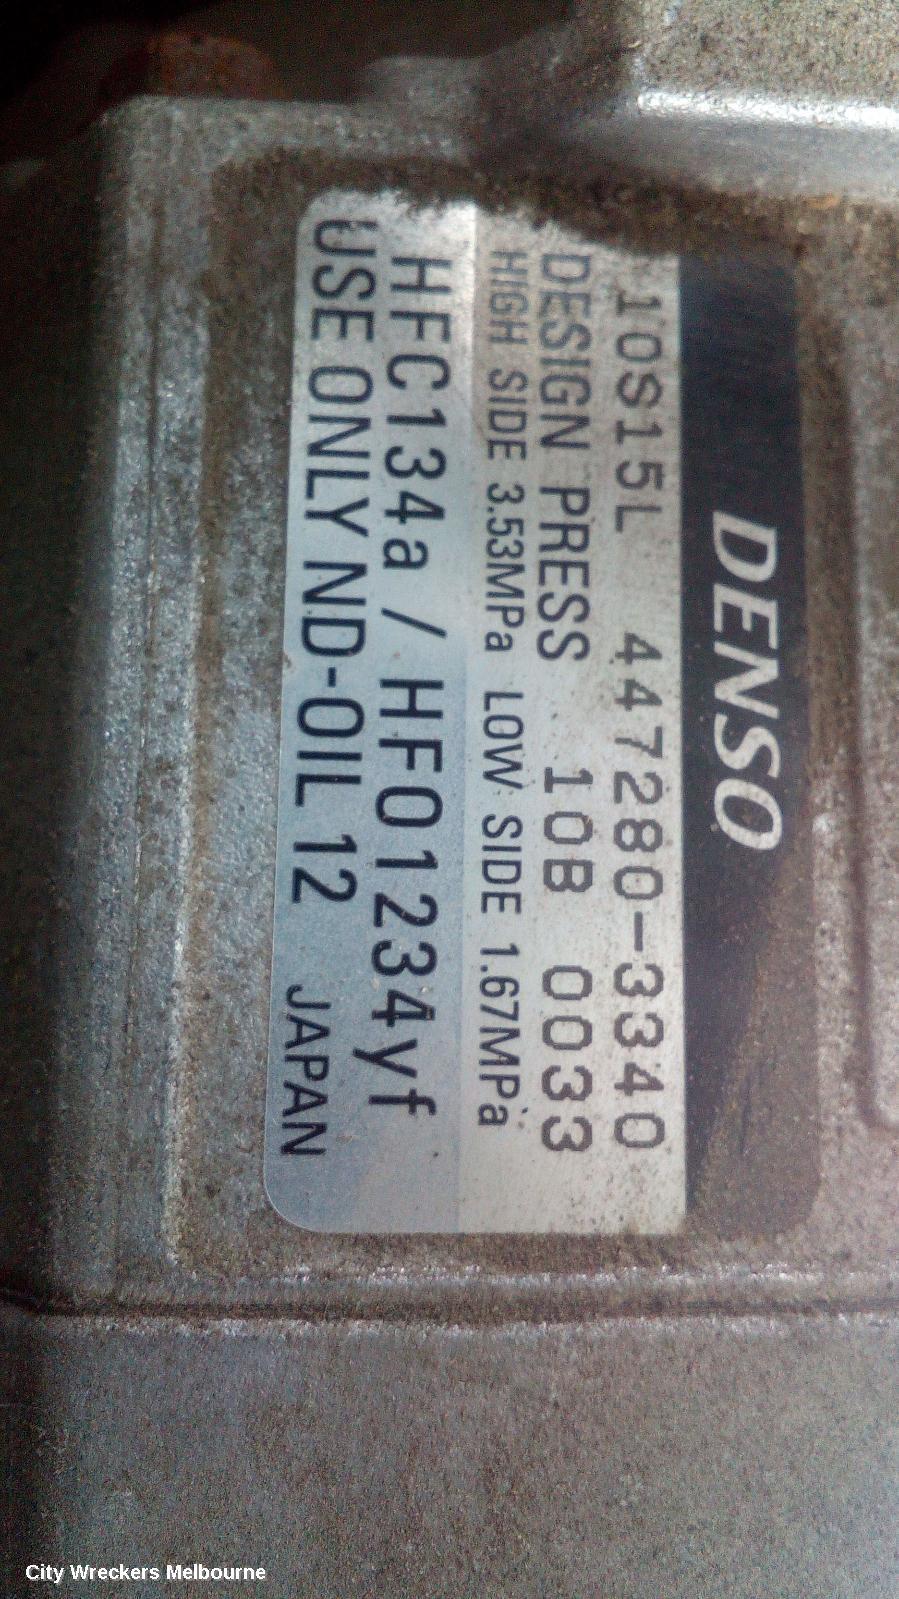 DENSO
10S15L 447280-3340
DESIGN PRESS 10B 0033
HIGH SIDE 3.53MPa LOW SIDE 1.67MPa
HFC134a / HFO1234yf
USE ONLY ND-OIL 12 JAPAN
City Wreckers Melbourne